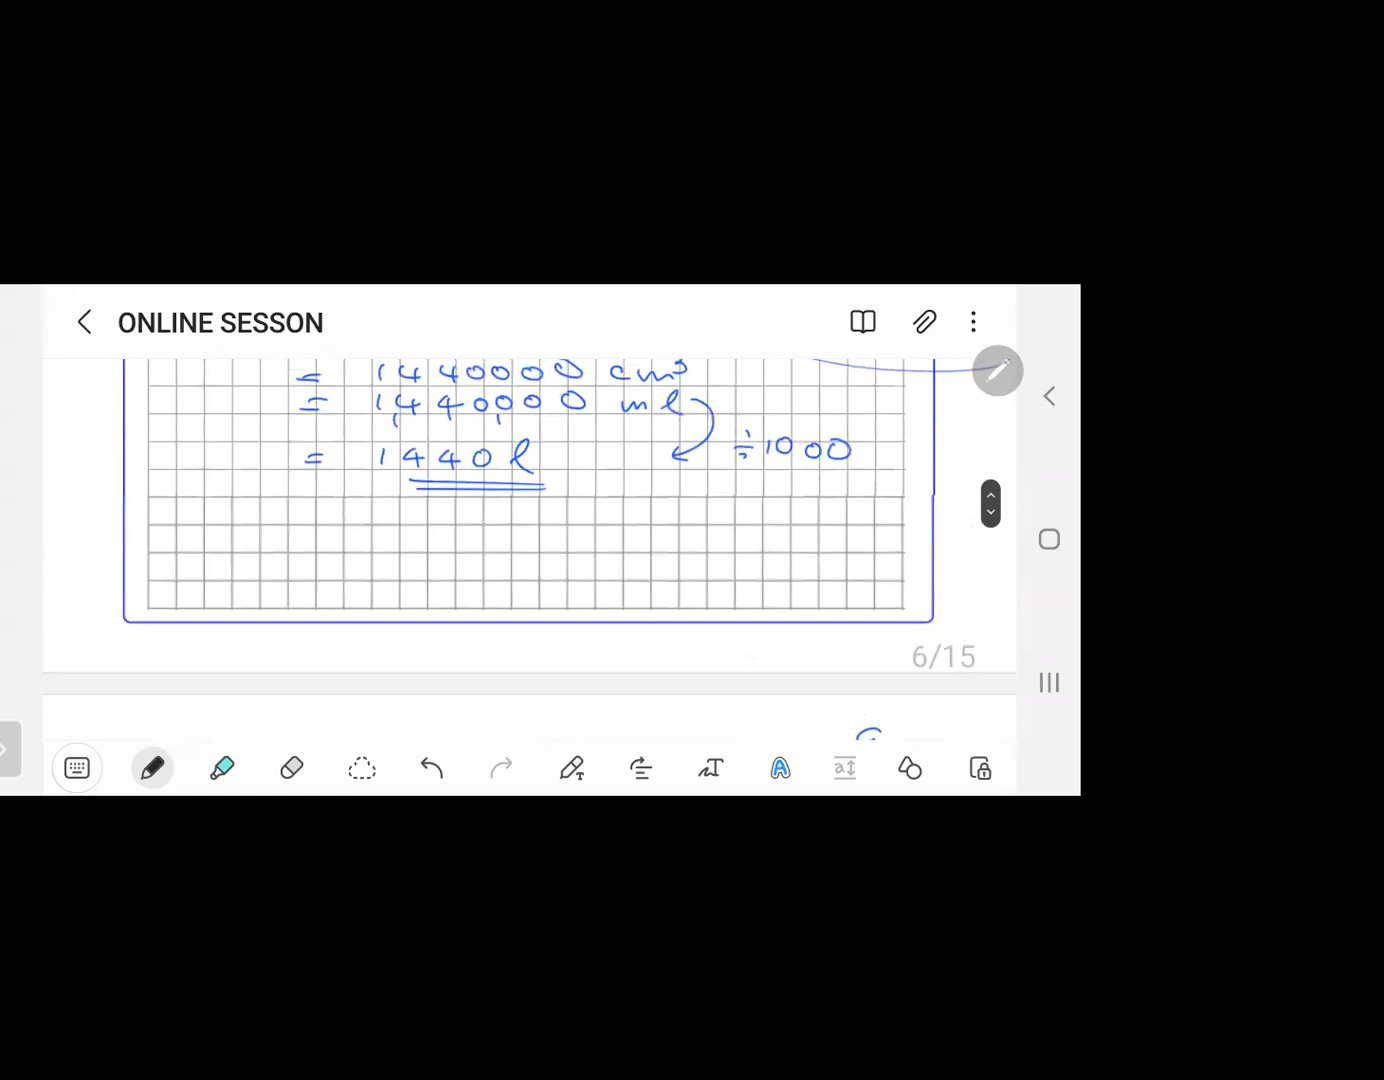 ONLINE SESSON
= 1440000 cm³
= 1440000 ml
÷1000
= 1440 l
6/15